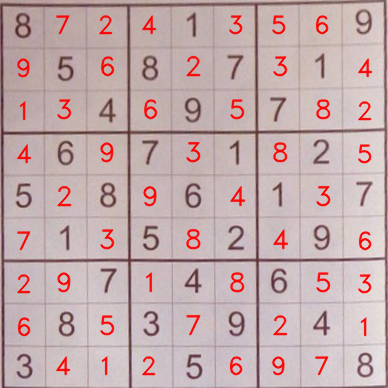 8 7 2 4 1 3 5 6 9
9 5 6 8 2 7 3 1 4
1 3 4 6 9 5 7 8 2
4 6 9 7 3 1 8 2 5
5 2 8 9 6 4 1 3 7
7 1 3 5 8 2 4 9 6
2 9 7 1 4 8 6 5 3
6 8 5 3 7 9 2 4 1
3 4 1 2 5 6 9 7 8